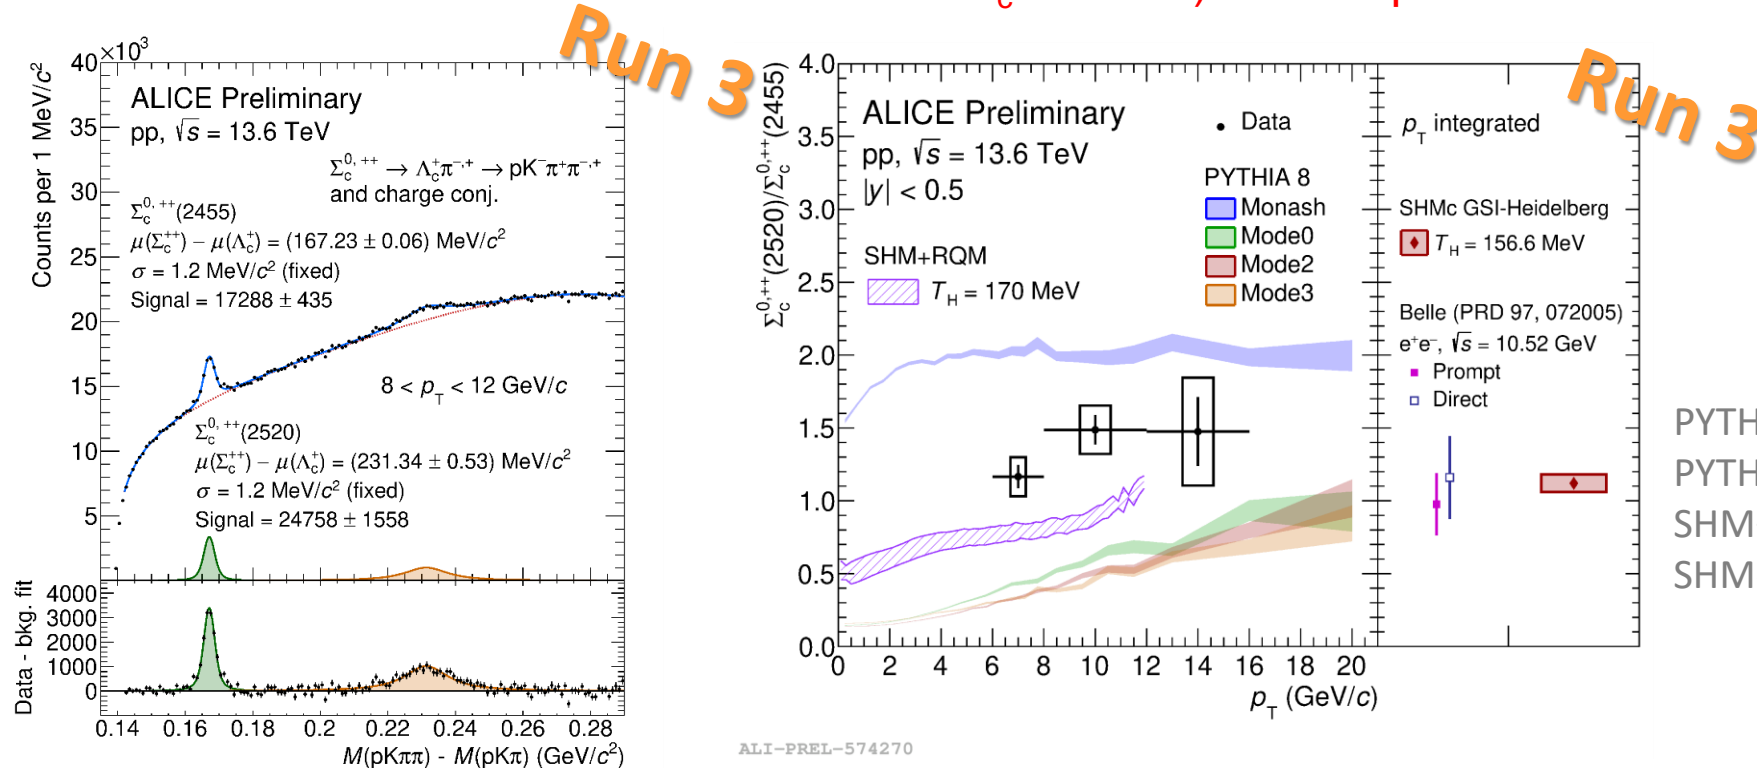 c
Run 3
×10³
40
35
30
25
20
15
10
5
Counts per 1 MeV/c²
ALICE Preliminary
pp, √s = 13.6 TeV
Σc⁰,⁺⁺ → Λc⁺π⁻,⁺ → pK⁻π⁺π⁻,⁺
and charge conj.
Σc⁰,⁺⁺(2455)
μ(Σc⁺⁺) − μ(Λc⁺) = (167.23 ± 0.06) MeV/c²
σ = 1.2 MeV/c² (fixed)
Signal = 17288 ± 435
8 < pT < 12 GeV/c
Σc⁰,⁺⁺(2520)
μ(Σc⁺⁺) − μ(Λc⁺) = (231.34 ± 0.53) MeV/c²
σ = 1.2 MeV/c² (fixed)
Signal = 24758 ± 1558
Data - bkg. fit
4000
3000
2000
1000
0
0.14 0.16 0.18 0.2 0.22 0.24 0.26 0.28
M(pKππ) - M(pKπ) (GeV/c²)
Σc⁰,⁺⁺(2520)/Σc⁰,⁺⁺(2455)
4.0
3.5
3.0
2.5
2.0
1.5
1.0
0.5
0.0
ALICE Preliminary
pp, √s = 13.6 TeV
|y| < 0.5
SHM+RQM
TH = 170 MeV
Data
PYTHIA 8
Monash
Mode0
Mode2
Mode3
0 2 4 6 8 10 12 14 16 18 20
pT (GeV/c)
Run 3
pT integrated
SHMc GSI-Heidelberg
TH = 156.6 MeV
Belle (PRD 97, 072005)
e⁺e⁻, √s = 10.52 GeV
Prompt
Direct
PYTH
PYTH
SHM
SHM
ALI-PREL-574270